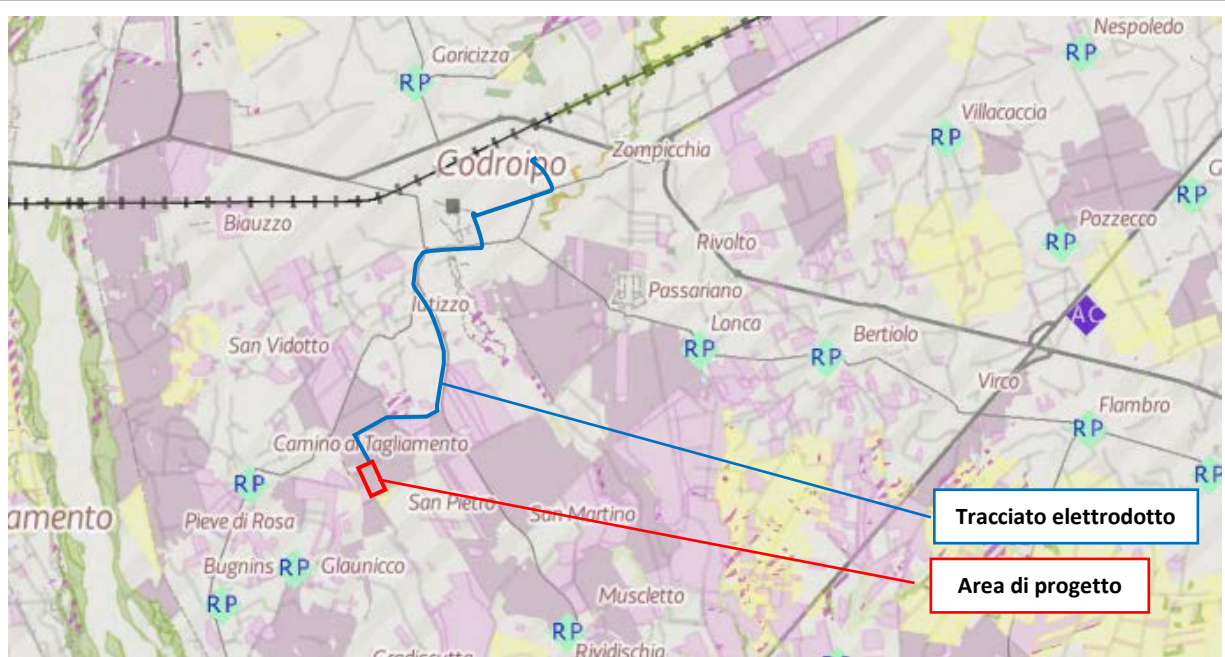 Nespoledo
Goricizza
RP
RP
Villacaccia
RP
Zompicchia
Codroipo
RP
Biauzzo
Pozzecco
RP
Rivolto
Passariano
Iutizzo
AC
Lonca
San Vidotto
RP
RP
Bertiolo
Virco
Flambro
RP
Camino al Tagliamento
RP
RP
San Pietro
amento
Pieve di Rosa
San Martino
Tracciato elettrodotto
Bugnins
RP
Glaunicco
Area di progetto
RP
Muscletto
RP
Rividischia